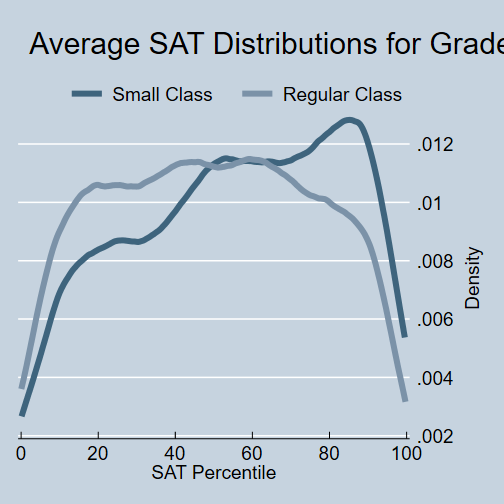 Average SAT Distributions for Grade
Small Class
Regular Class
.012
.01
.008
.006
.004
.002
Density
0 20 40 60 80 100
SAT Percentile